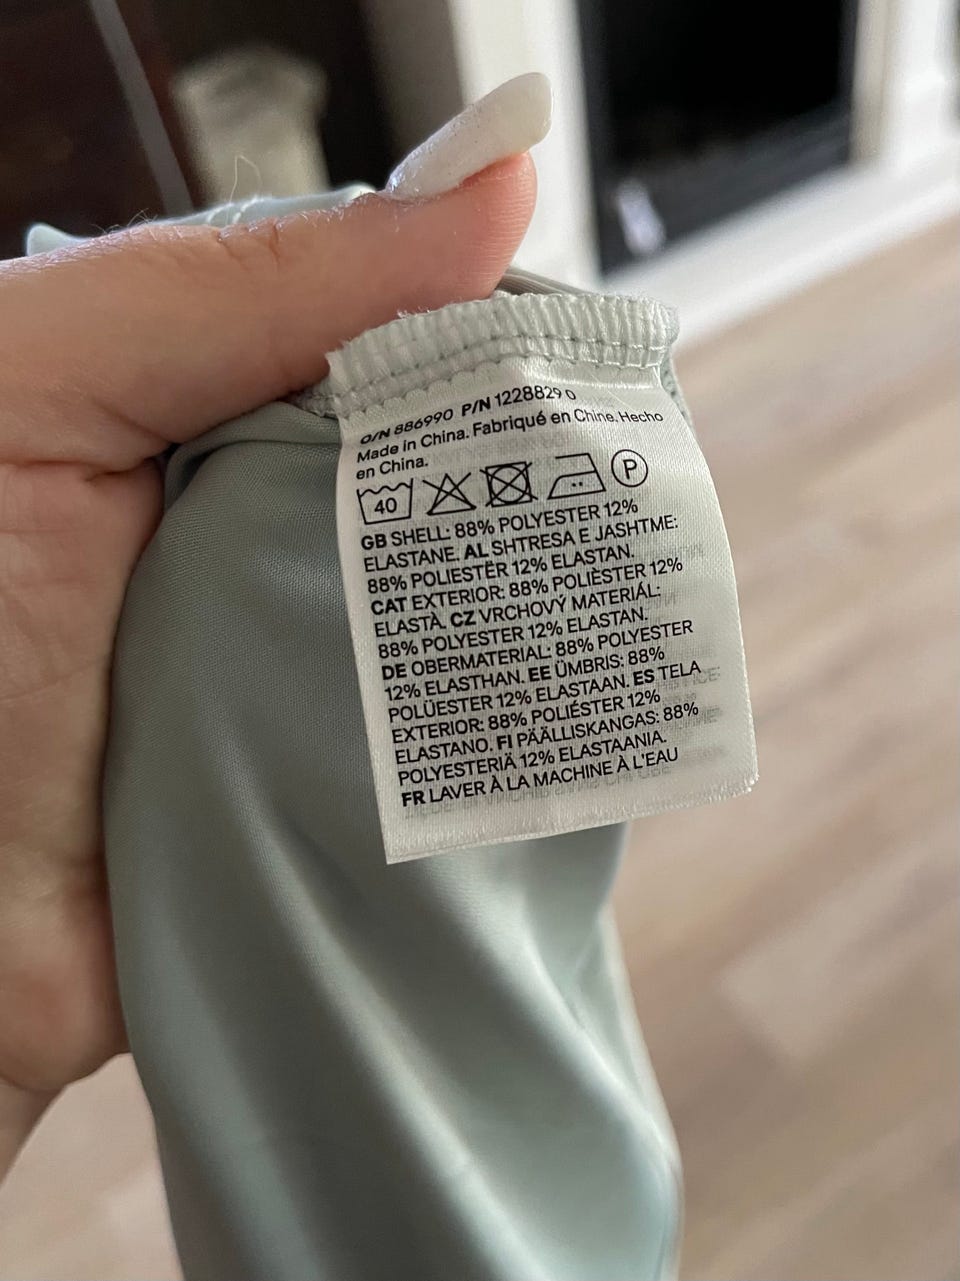 O/N 886990 P/N 1228829 0
Made in China. Fabriqué en Chine. Hecho
en China.
40 P
GB SHELL: 88% POLYESTER 12%
ELASTANE. AL SHTRESA E JASHTME:
88% POLIESTËR 12% ELASTAN.
CAT EXTERIOR: 88% POLIÈSTER 12%
ELASTÀ. CZ VRCHOVÝ MATERIÁL:
88% POLYESTER 12% ELASTAN.
DE OBERMATERIAL: 88% POLYESTER
12% ELASTHAN. EE ÜMBRIS: 88%
POLÜESTER 12% ELASTAAN. ES TELA
EXTERIOR: 88% POLIÉSTER 12%
ELASTANO. FI PÄÄLLISKANGAS: 88%
POLYESTERIÄ 12% ELASTAANIA.
FR LAVER À LA MACHINE À L'EAU